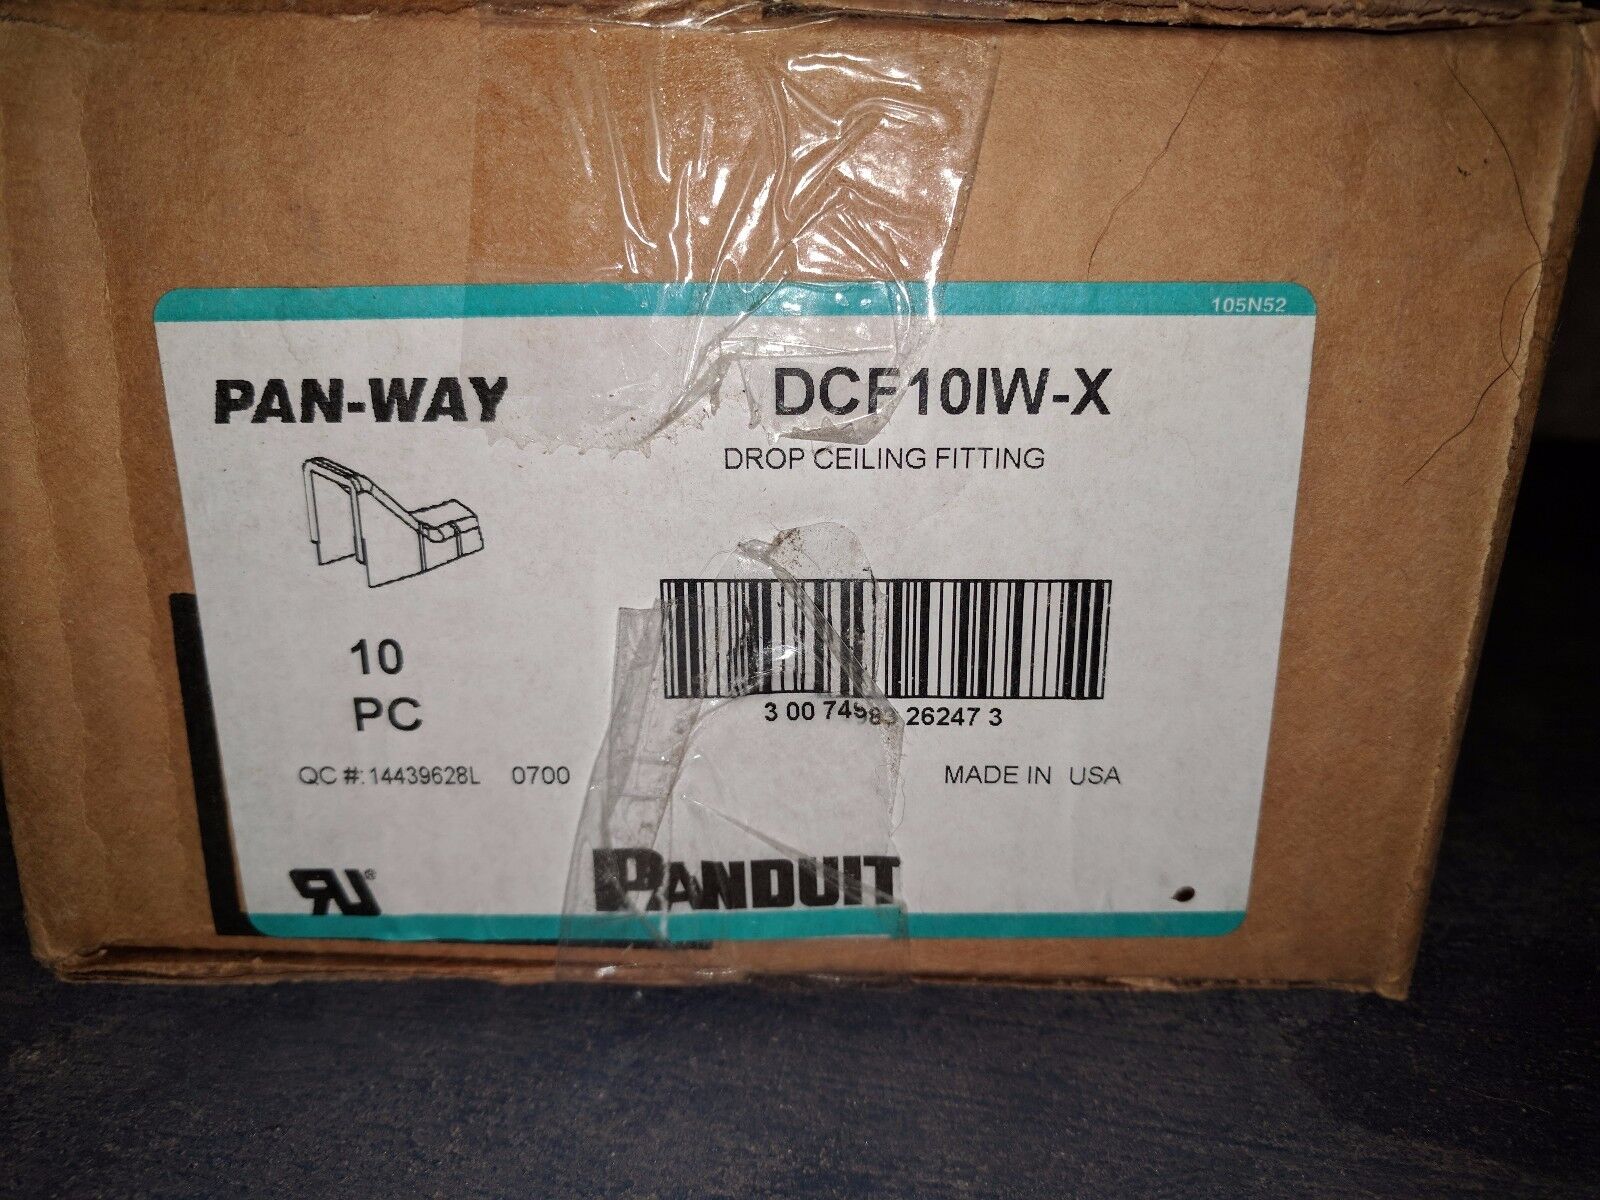 105N52
PAN-WAY
DCF10IW-X
DROP CEILING FITTING
10
PC
3 00 74983 26247 3
QC #: 14439628L 0700
MADE IN USA
RU®
PANDUIT